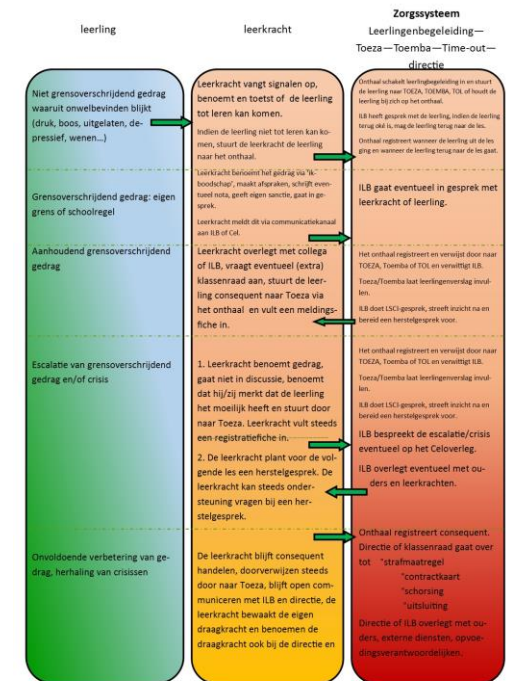 leerling
Niet grensoverschrijdend gedrag
waaruit onwelbevinden blijkt
(druk, boos, uitgelaten, de-
pressief, wenen...)
Grensoverschrijdend gedrag: eigen
grens of schoolregel
Aanhoudend grensoverschrijdend
gedrag
Escalatie van grensoverschrijdend
gedrag en/of crisis
Onvoldoende verbetering van ge-
drag, herhaling van crisissen
leerkracht
Leerkracht vangt signalen op,
benoemt en toetst of de leerling
tot leren kan komen.
Indien de leerling niet tot leren kan ko-
men, stuurt de leerkracht de leerling
naar het onthaal.
Leerkracht benoemt het gedrag via 'ik-
boodschap', maakt afspraken, schrijft even-
tueel nota, geeft eigen sanctie, gaat in ge-
sprek.
Leerkracht meldt dit via communicatiekanaal
aan ILB of Cel.
Leerkracht overlegt met collega
of ILB, vraagt eventueel (extra)
klassenraad aan, stuurt de leer-
ling consequent naar Toeza via
het onthaal en vult een meldings-
fiche in.
1. Leerkracht benoemt gedrag,
gaat niet in discussie, benoemt
dat hij/zij merkt dat de leerling
het moeilijk heeft en stuurt door
naar Toeza. Leerkracht vult steeds
een registratiefiche in.
2. De leerkracht plant voor de vol-
gende les een herstelgesprek. De
leerkracht kan steeds onder-
steuning vragen bij een her-
stelgesprek.
De leerkracht blijft consequent
handelen, doorverwijzen steeds
door naar Toeza, blijft open com-
municeren met ILB en directie, de
leerkracht bewaakt de eigen
draagkracht en benoemen de
draagkracht ook bij de directie en
Zorgssysteem
Leerlingenbegeleiding—
Toeza—Toemba—Time-out—
directie
Onthaal schakelt leerlingbegeleiding in en stuurt
de leerling naar TOEZA, TOEMBA, TOL of houdt de
leerling bij zich op het onthaal.
ILB heeft gesprek met de leerling, indien de leerling
terug oké is, mag de leerling terug naar de les.
Onthaal registreert wanneer de leerling uit de les
ging en wanneer de leerling terug naar de les gaat.
ILB gaat eventueel in gesprek met
leerkracht of leerling.
Het onthaal registreert en verwijst door naar
TOEZA, Toemba of TOL en verwittigt ILB.
Toeza/Toemba laat leerlingenverslag invul-
len.
ILB doet LSCI-gesprek, streeft inzicht na en
bereid een herstelgesprek voor.
Het onthaal registreert en verwijst door naar
TOEZA, Toemba of TOL en verwittigt ILB.
Toeza/Toemba laat leerlingenverslag invul-
len.
ILB doet LSCI-gesprek, streeft inzicht na en
bereid een herstelgesprek voor.
ILB bespreekt de escalatie/crisis
eventueel op het Celoverleg.
ILB overlegt eventueel met ou-
ders en leerkrachten.
Onthaal registreert consequent.
Directie of klassenraad gaat over
tot °strafmaatregel
°contractkaart
°schorsing
°uitsluiting
Directie of ILB overlegt met ou-
ders, externe diensten, opvoe-
dingsverantwoordelijken.